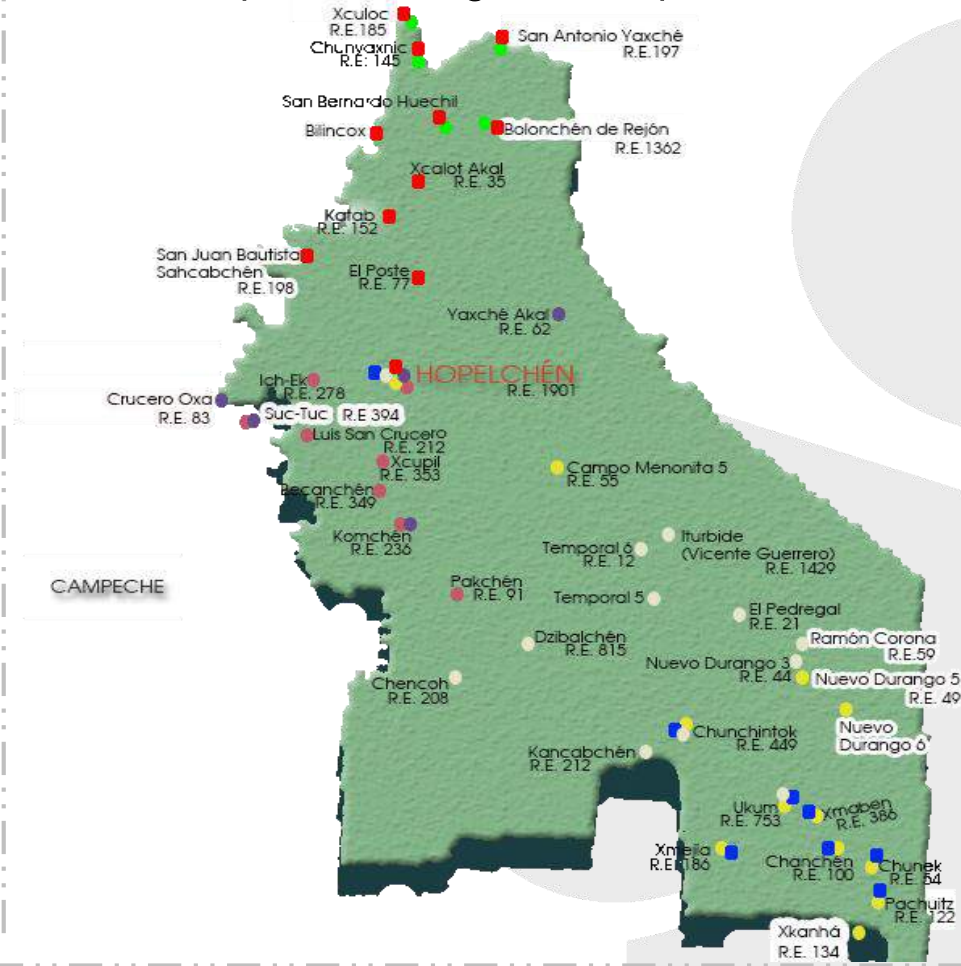 Xculoc
R.E.185
Chunyaxnic
R.E: 145
San Antonio Yaxché
R.E.197
San Bernardo Huechil
Bilincox
Bolonchén de Rejón
R.E.1362
Xcalot Akal
R.E. 35
Katab
R.E. 152
San Juan Bautista
Sahcabchén
R.E.198
El Poste
R.E. 77
Yaxché Akal
R.E. 62
HOPELCHÉN
R.E. 1901
Ich-Ek
R.E. 278
Crucero Oxa
R.E. 83
Suc-Tuc R.E 394
Luis San Crucero
R.E. 212
Xcupil
R.E. 353
Becanchén
R.E. 349
Campo Menonita 5
R.E. 55
Komchén
R.E. 236
Iturbide
(Vicente Guerrero)
R.E. 1429
Temporal 6
R.E. 12
CAMPECHE
Pakchén
R.E. 91
Temporal 5
El Pedregal
R.E. 21
Dzibalchén
R.E. 815
Ramón Corona
R.E.59
Nuevo Durango 3
R.E. 44
Nuevo Durango 5
R.E. 49
Chencoh
R.E. 208
Nuevo
Durango 6
Chunchintok
R.E. 449
Kancabchén
R.E. 212
Ukum
R.E. 753
Xmaben
R.E. 386
Xmejia
R.E. 186
Chanchén
R.E. 100
Chunek
R.E. 54
Pachuitz
R.E. 122
Xkanhá
R.E. 134